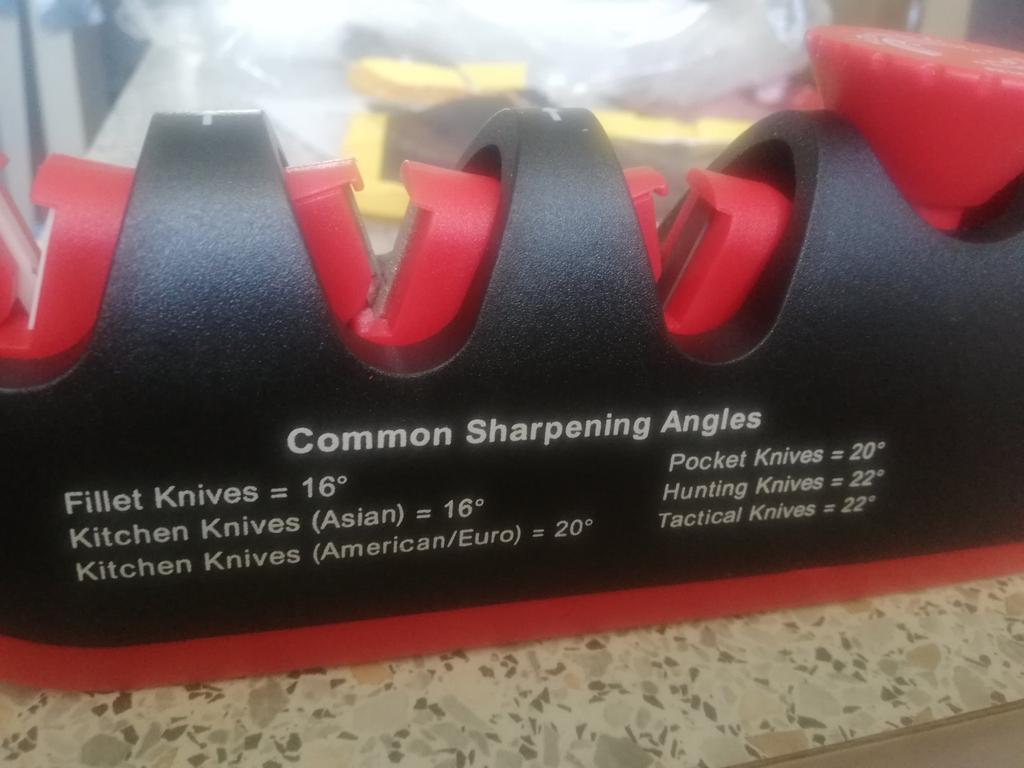 Common Sharpening Angles
Fillet Knives = 16°
Kitchen Knives (Asian) = 16°
Kitchen Knives (American/Euro) = 20°
Pocket Knives = 20°
Hunting Knives = 22°
Tactical Knives = 22°